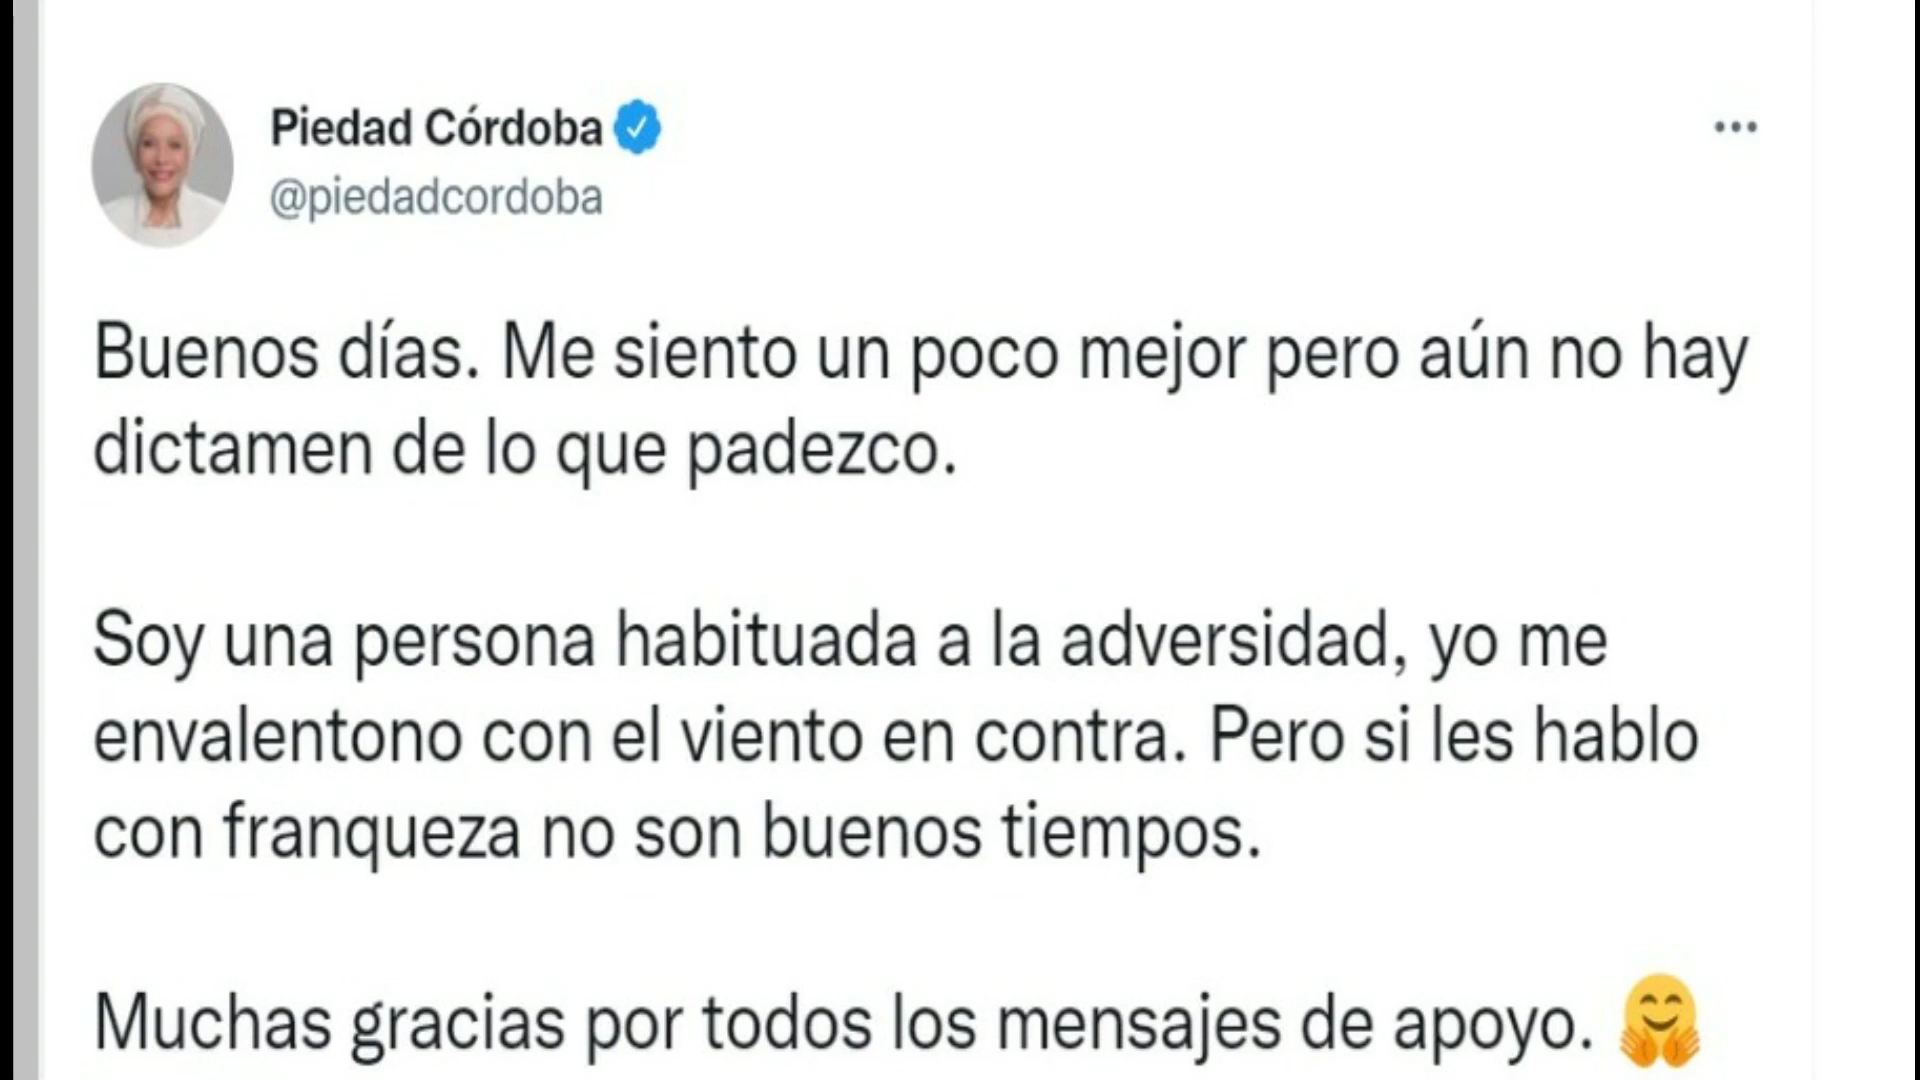 Piedad Córdoba
@piedadcordoba
Buenos días. Me siento un poco mejor pero aún no hay
dictamen de lo que padezco.
Soy una persona habituada a la adversidad, yo me
envalentono con el viento en contra. Pero si les hablo
con franqueza no son buenos tiempos.
Muchas gracias por todos los mensajes de apoyo. 🤗